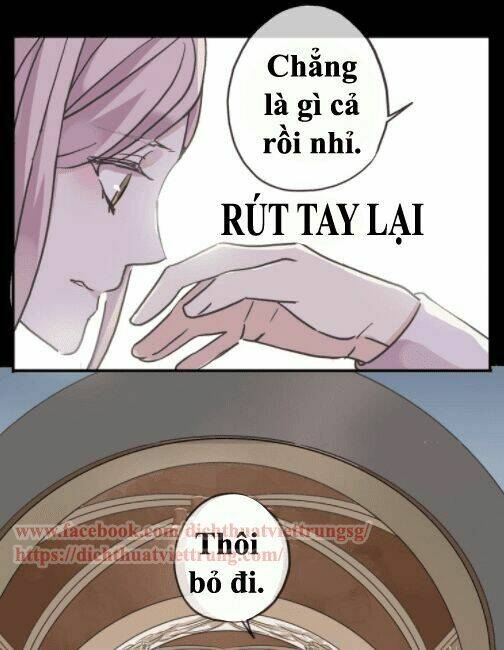 Chẳng
là gì cả
rồi nhỉ.
RÚT TAY LẠI
www.facebook.com/dichthuatviettrungsg/
https://dichthuatviettrung.com/
Thôi
bỏ đi.